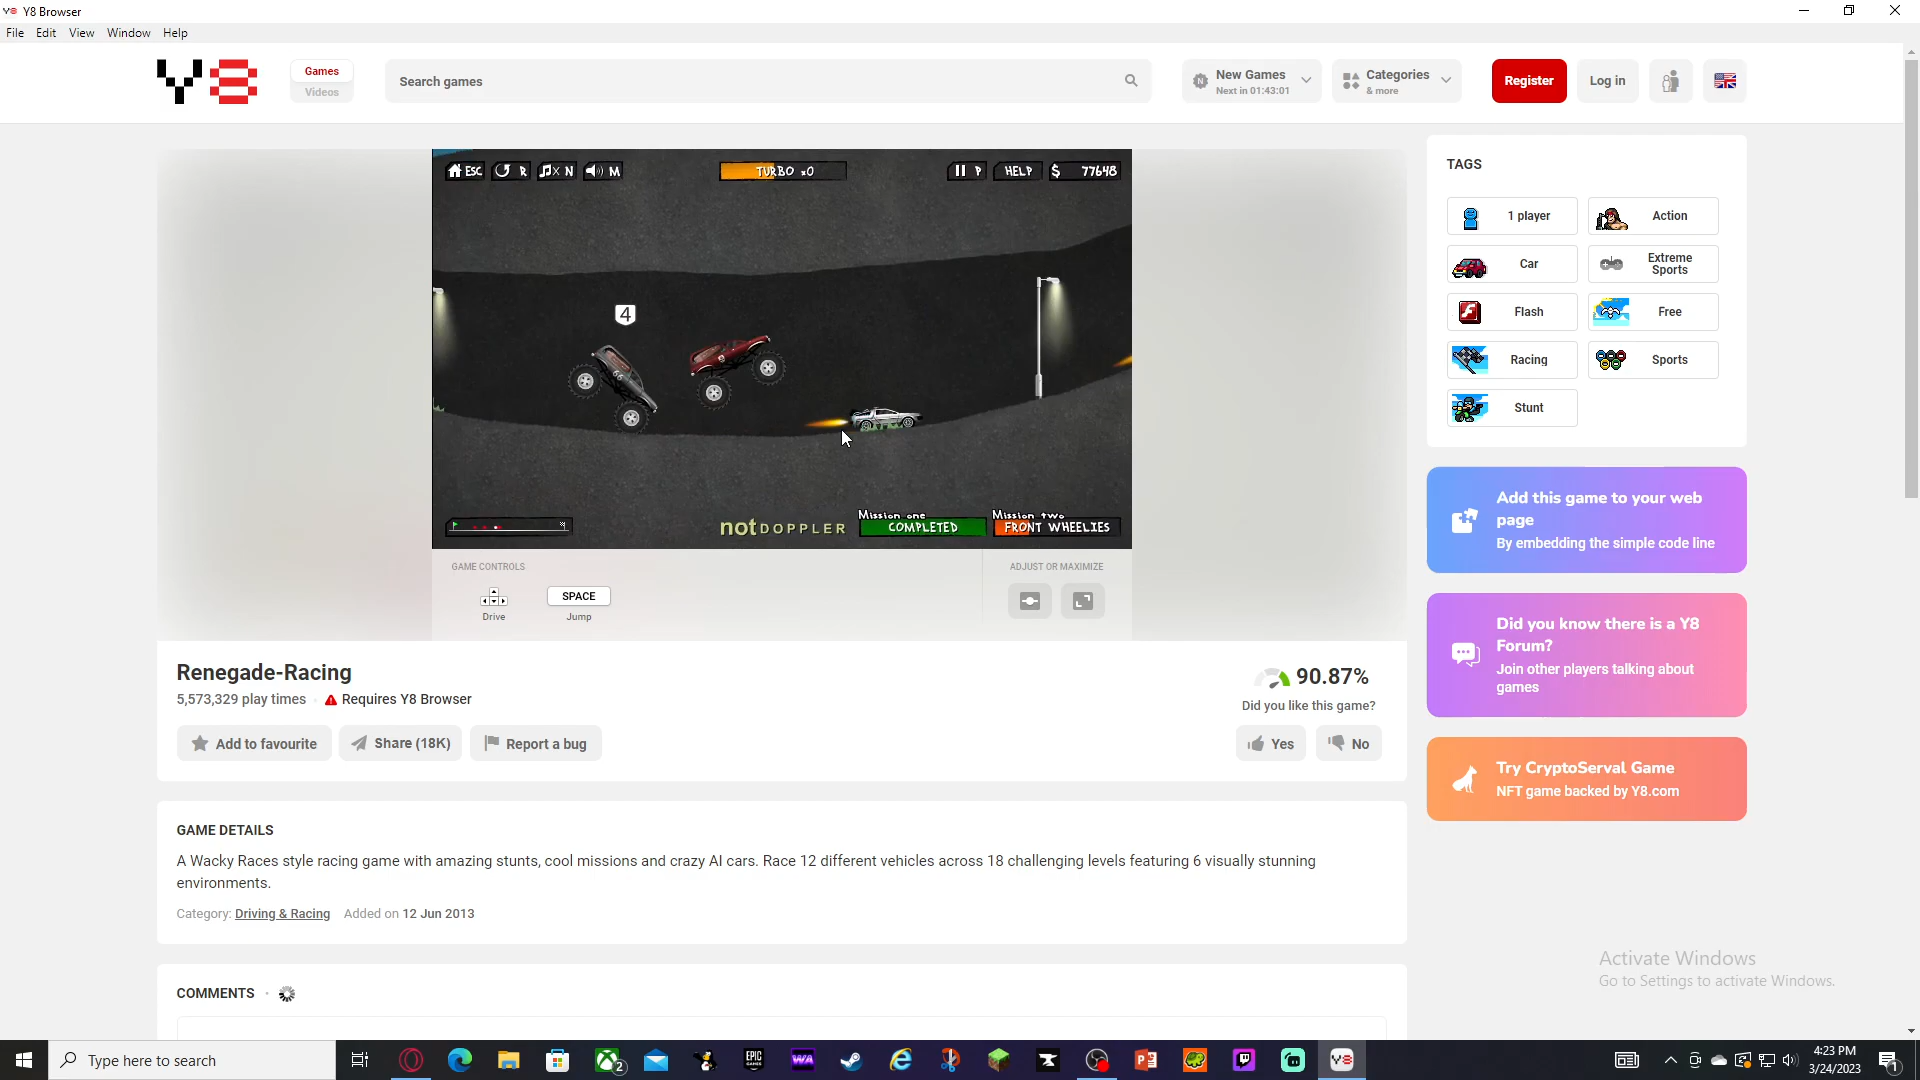 Y8 Browser
File Edit View Window Help
Y8
Games
Videos
Search games
New Games
Next in 01:43:01
Categories
& more
Register
Log in
ESC R N M
TURBO x0
P HELP $ 77648
4
66
notDOPPLER
Mission one
COMPLETED
Mission two
FRONT WHEELIES
GAME CONTROLS
SPACE
Drive
Jump
ADJUST OR MAXIMIZE
TAGS
1 player
Action
Car
Extreme
Sports
Flash
Free
Racing
Sports
Stunt
Add this game to your web
page
By embedding the simple code line
Did you know there is a Y8
Forum?
Join other players talking about
games
Try CryptoServal Game
NFT game backed by Y8.com
Renegade-Racing
5,573,329 play times · Requires Y8 Browser
Add to favourite
Share (18K)
Report a bug
90.87%
Did you like this game?
Yes
No
GAME DETAILS
A Wacky Races style racing game with amazing stunts, cool missions and crazy AI cars. Race 12 different vehicles across 18 challenging levels featuring 6 visually stunning
environments.
Category: Driving & Racing Added on 12 Jun 2013
COMMENTS ·
Activate Windows
Go to Settings to activate Windows.
Type here to search
2
EPIC
GAMES
WA
Y8
4:23 PM
3/24/2023
1